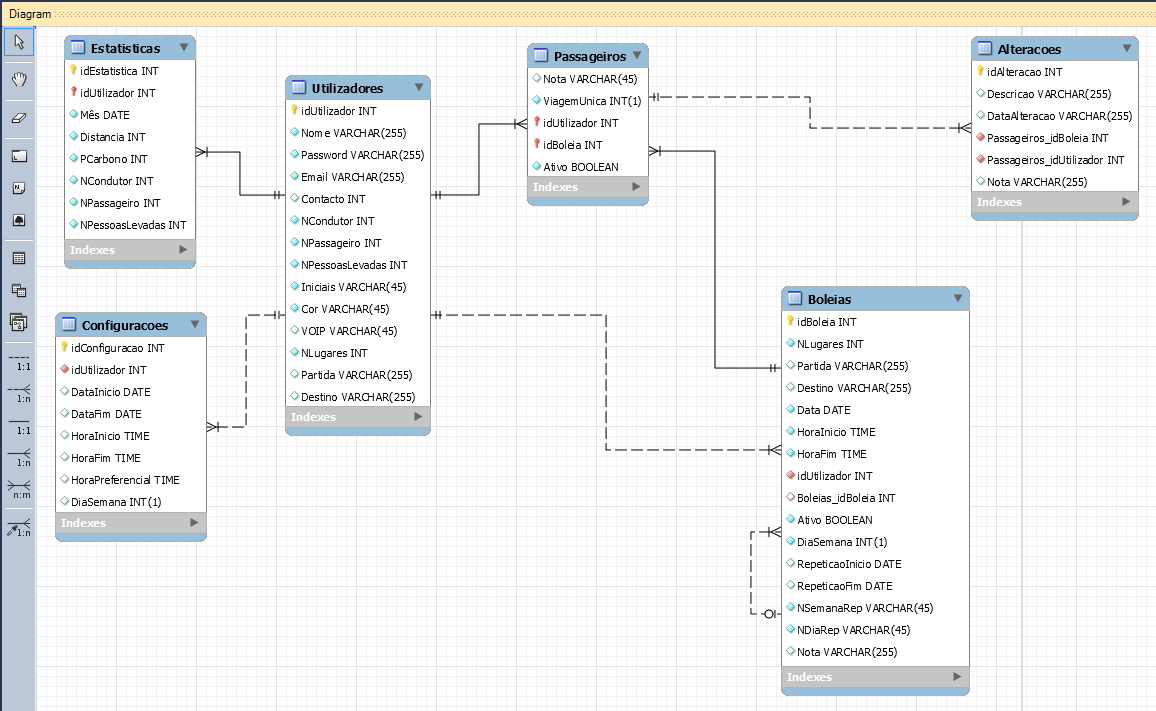 Diagram
Estatisticas
idEstatistica INT
idUtilizador INT
Mês DATE
Distancia INT
PCarbono INT
NCondutor INT
NPassageiro INT
NPessoasLevadas INT
Indexes
Utilizadores
idUtilizador INT
Nome VARCHAR(255)
Password VARCHAR(255)
Email VARCHAR(255)
Contacto INT
NCondutor INT
NPassageiro INT
NPessoasLevadas INT
Iniciais VARCHAR(45)
Cor VARCHAR(45)
VOIP VARCHAR(45)
NLugares INT
Partida VARCHAR(255)
Destino VARCHAR(255)
Indexes
Passageiros
Nota VARCHAR(45)
ViagemUnica INT(1)
idUtilizador INT
idBoleia INT
Ativo BOOLEAN
Indexes
Alteracoes
idAlteracao INT
Descricao VARCHAR(255)
DataAlteracao VARCHAR(255)
Passageiros_idBoleia INT
Passageiros_idUtilizador INT
Nota VARCHAR(255)
Indexes
Configuracoes
idConfiguracao INT
idUtilizador INT
DataInicio DATE
DataFim DATE
HoraInicio TIME
HoraFim TIME
HoraPreferencial TIME
DiaSemana INT(1)
Indexes
Boleias
idBoleia INT
NLugares INT
Partida VARCHAR(255)
Destino VARCHAR(255)
Data DATE
HoraInicio TIME
HoraFim TIME
idUtilizador INT
Boleias_idBoleia INT
Ativo BOOLEAN
DiaSemana INT(1)
RepeticaoInicio DATE
RepeticaoFim DATE
NSemanaRep VARCHAR(45)
NDiaRep VARCHAR(45)
Nota VARCHAR(255)
Indexes
1:1
1:n
1:1
1:n
n:m
1:n